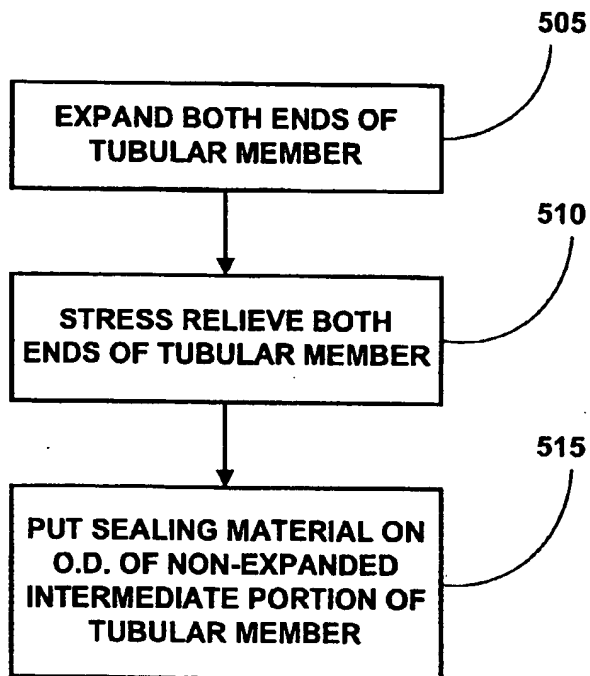 505
EXPAND BOTH ENDS OF
TUBULAR MEMBER
510
STRESS RELIEVE BOTH
ENDS OF TUBULAR MEMBER
515
PUT SEALING MATERIAL ON
O.D. OF NON-EXPANDED
INTERMEDIATE PORTION OF
TUBULAR MEMBER